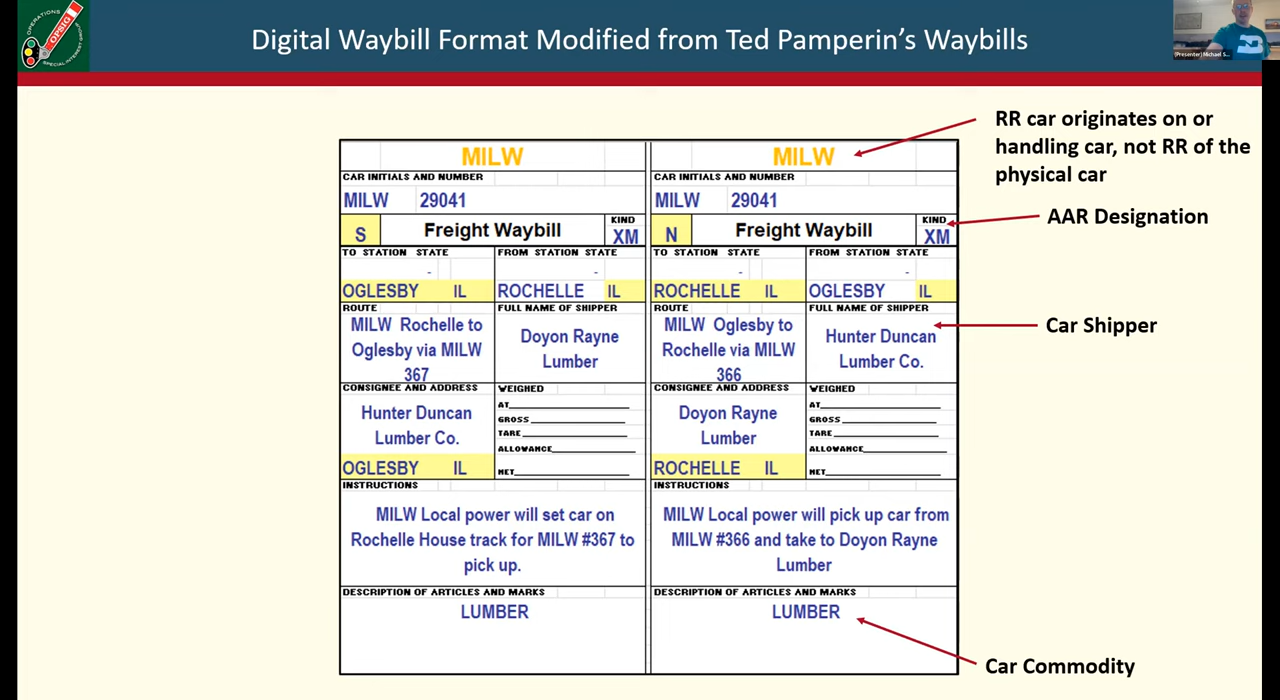 OPERATIONS
OPSIG
SPECIAL INTEREST GROUP
Digital Waybill Format Modified from Ted Pamperin's Waybills
[Presenter] Michael S...
MILW
CAR INITIALS AND NUMBER
MILW 29041
S Freight Waybill KIND
XM
TO STATION STATE FROM STATION STATE
- -
OGLESBY IL ROCHELLE IL
ROUTE FULL NAME OF SHIPPER
MILW Rochelle to
Oglesby via MILW
367
Doyon Rayne
Lumber
CONSIGNEE AND ADDRESS WEIGHED
Hunter Duncan
Lumber Co.
OGLESBY IL
AT
GROSS
TARE
ALLOWANCE
NET
INSTRUCTIONS
MILW Local power will set car on
Rochelle House track for MILW #367 to
pick up.
DESCRIPTION OF ARTICLES AND MARKS
LUMBER
MILW
CAR INITIALS AND NUMBER
MILW 29041
N Freight Waybill KIND
XM
TO STATION STATE FROM STATION STATE
- -
ROCHELLE IL OGLESBY IL
ROUTE FULL NAME OF SHIPPER
MILW Oglesby to
Rochelle via MILW
366
Hunter Duncan
Lumber Co.
CONSIGNEE AND ADDRESS WEIGHED
Doyon Rayne
Lumber
ROCHELLE IL
AT
GROSS
TARE
ALLOWANCE
NET
INSTRUCTIONS
MILW Local power will pick up car from
MILW #366 and take to Doyon Rayne
Lumber
DESCRIPTION OF ARTICLES AND MARKS
LUMBER
RR car originates on or
handling car, not RR of the
physical car
AAR Designation
Car Shipper
Car Commodity